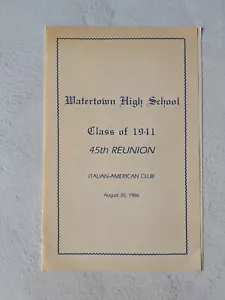 Watertown High School
Class of 1941
45th REUNION
ITALIAN-AMERICAN CLUB
August 30, 1986